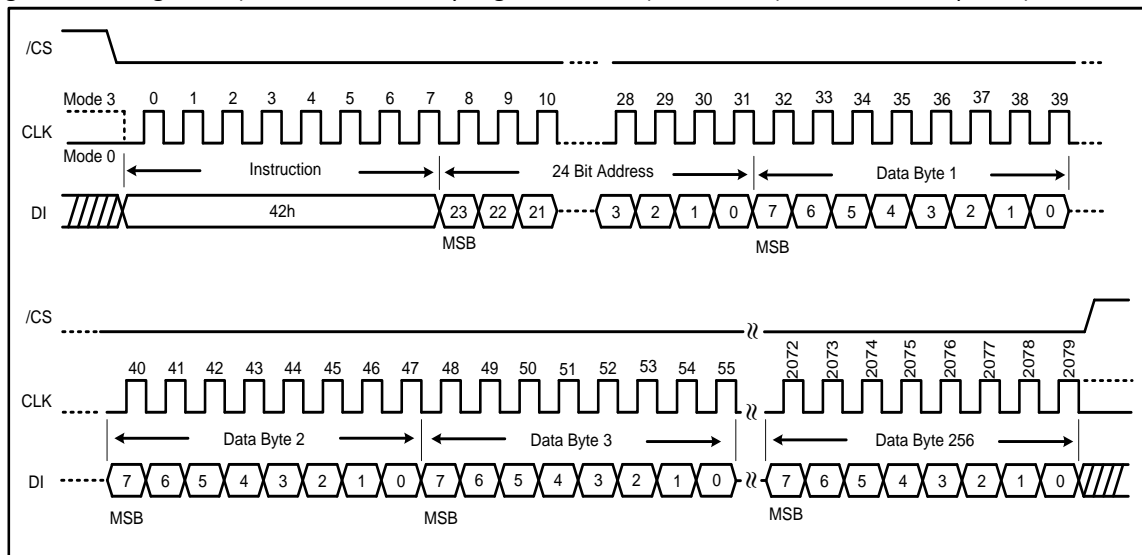 /CS
Mode 3 0 1 2 3 4 5 6 7 8 9 10 28 29 30 31 32 33 34 35 36 37 38 39
CLK
Mode 0 Instruction 24 Bit Address Data Byte 1
DI 42h 23 22 21 3 2 1 0 7 6 5 4 3 2 1 0
MSB MSB
/CS
40 41 42 43 44 45 46 47 48 49 50 51 52 53 54 55 2072 2073 2074 2075 2076 2077 2078 2079
CLK
Data Byte 2 Data Byte 3 Data Byte 256
DI 7 6 5 4 3 2 1 0 7 6 5 4 3 2 1 0 7 6 5 4 3 2 1 0
MSB MSB MSB